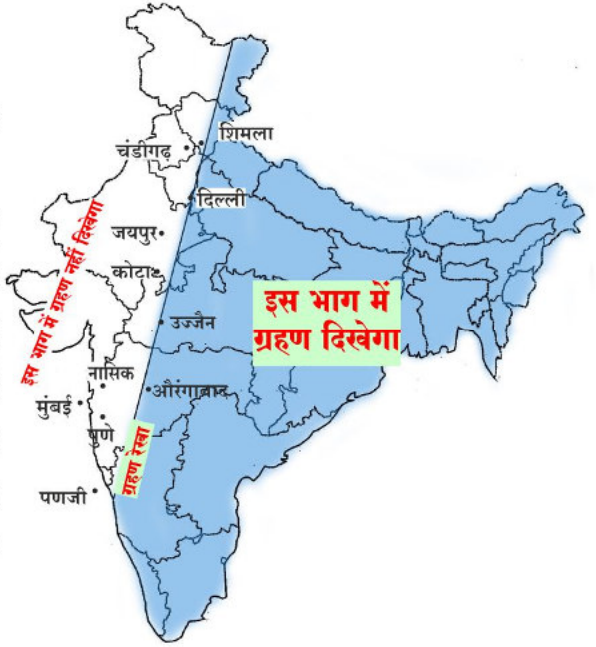 शिमला
चंडीगढ़
दिल्ली
जयपुर
कोटा
इस भाग में ग्रहण नहीं दिखेगा
इस भाग में
ग्रहण दिखेगा
उज्जैन
नासिक
औरंगाबाद
मुंबई
पुणे
ग्रहण रेखा
पणजी